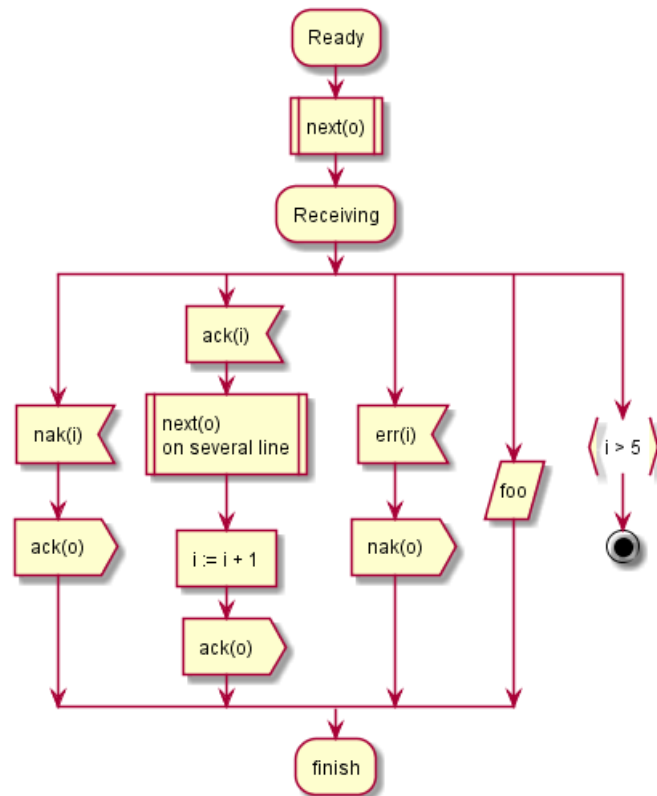 Ready
next(o)
Receiving
nak(i)
ack(o)
ack(i)
next(o)
on several line
i := i + 1
ack(o)
err(i)
nak(o)
foo
i > 5
finish